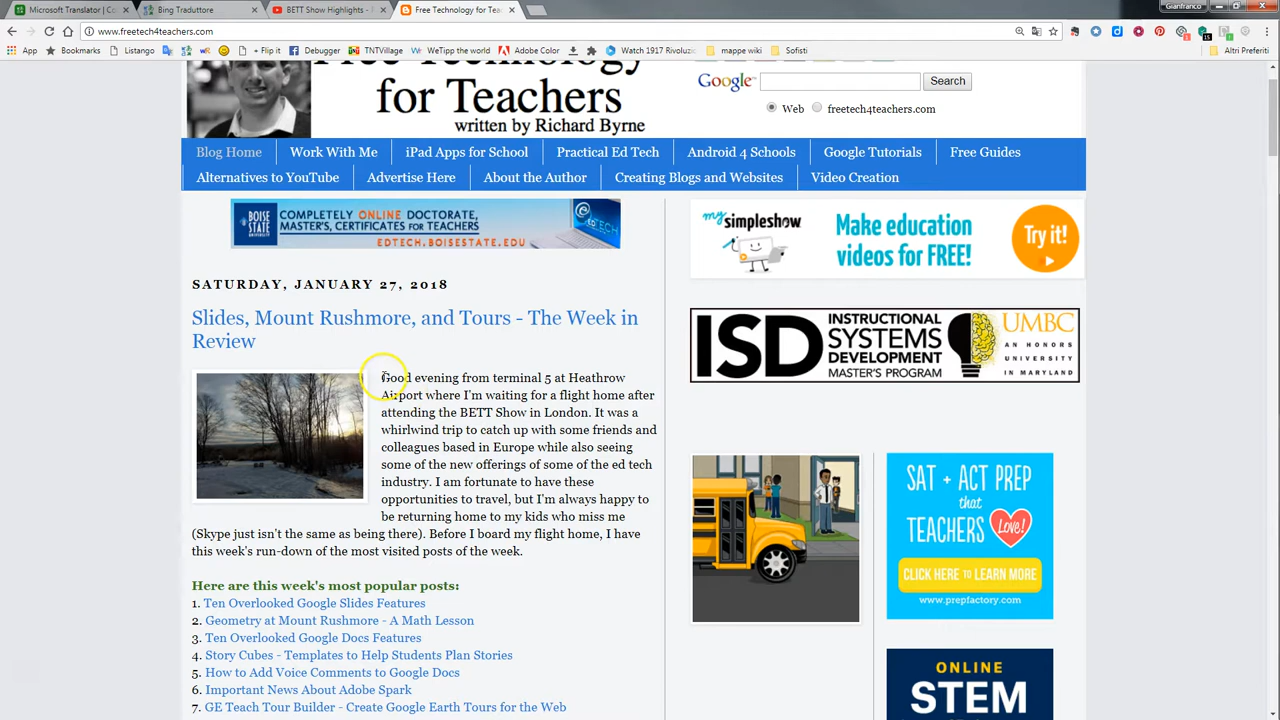 Microsoft Translator | Co
Bing Traduttore
BETT Show Highlights -
Free Technology for Teac
Gianfranco
www.freetech4teachers.com
App
Listango
+ Flip it
Debugger
TNTVillage
WeTipp the world
Adobe Color
Watch 1917 Rivoluzi
mappe wiki
Sofisti
Altri Preferiti
Free Technology
for Teachers
written by Richard Byrne
Google
Search
Web
freetech4teachers.com
Blog Home
Work With Me
iPad Apps for School
Practical Ed Tech
Android 4 Schools
Google Tutorials
Free Guides
Alternatives to YouTube
Advertise Here
About the Author
Creating Blogs and Websites
Video Creation
BOISE STATE
COMPLETELY ONLINE DOCTORATE,
MASTER'S, CERTIFICATES FOR TEACHERS
EDTECH.BOISESTATE.EDU
my simpleshow
Make education
videos for FREE!
Try it!
SATURDAY, JANUARY 27, 2018
Slides, Mount Rushmore, and Tours - The Week in
Review
ISD INSTRUCTIONAL
SYSTEMS
DEVELOPMENT
MASTER'S PROGRAM
UMBC
AN HONORS
UNIVERSITY
IN MARYLAND
Good evening from terminal 5 at Heathrow
Airport where I'm waiting for a flight home after
attending the BETT Show in London. It was a
whirlwind trip to catch up with some friends and
colleagues based in Europe while also seeing
some of the new offerings of some of the ed tech
industry. I am fortunate to have these
opportunities to travel, but I'm always happy to
be returning home to my kids who miss me
(Skype just isn't the same as being there). Before I board my flight home, I have
this week's run-down of the most visited posts of the week.
Here are this week's most popular posts:
1. Ten Overlooked Google Slides Features
2. Geometry at Mount Rushmore - A Math Lesson
3. Ten Overlooked Google Docs Features
4. Story Cubes - Templates to Help Students Plan Stories
5. How to Add Voice Comments to Google Docs
6. Important News About Adobe Spark
7. GE Teach Tour Builder - Create Google Earth Tours for the Web
SAT + ACT PREP
that
TEACHERS Love!
CLICK HERE TO LEARN MORE
www.prepfactory.com
ONLINE
STEM